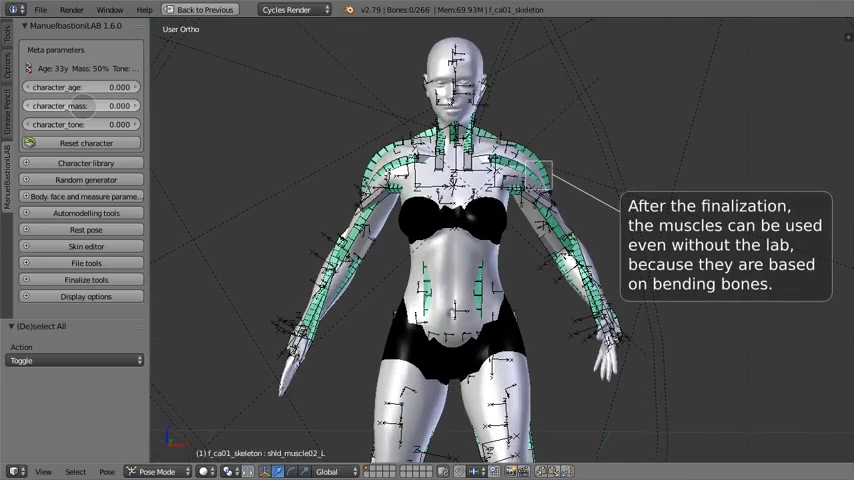 File Render Window Help Back to Previous Cycles Render v2.79 | Bones:0/266 | Mem:69.93M | f_ca01_skeleton
User Ortho
ManuelbastioniLAB 1.6.0
Meta parameters
Age: 33y Mass: 50% Tone: ...
character_age: 0.000
character_mass: 0.000
character_tone: 0.000
Reset character
Character library
Random generator
Body, face and measure parame...
Automodelling tools
Rest pose
Skin editor
File tools
Finalize tools
Display options
(De)select All
Action
Toggle
Tools
Options
Grease Pencil
ManuelBastioniLAB
After the finalization,
the muscles can be used
even without the lab,
because they are based
on bending bones.
(1) f_ca01_skeleton : shld_muscle02_L
View Select Pose Pose Mode Global